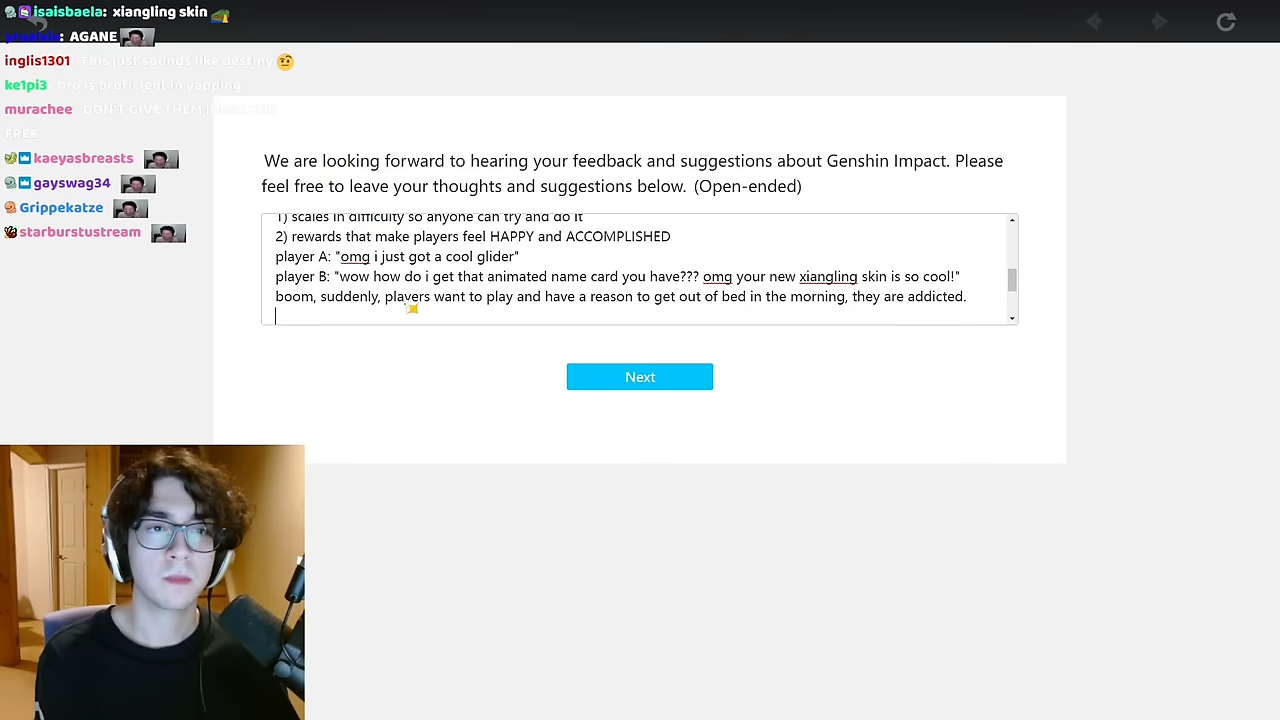 isaisbaela: xiangling skin
: AGANE
inglis1301 This just sounds like destiny
ke1pi3 bro is proficient in yapping
murachee DON'T GIVE THEM
FREE
kaeyasbreasts
gayswag34
Grippekatze
starburstustream
We are looking forward to hearing your feedback and suggestions about Genshin Impact. Please
feel free to leave your thoughts and suggestions below. (Open-ended)
1) scales in difficulty so anyone can try and do it
2) rewards that make players feel HAPPY and ACCOMPLISHED
player A: "omg i just got a cool glider"
player B: "wow how do i get that animated name card you have??? omg your new xiangling skin is so cool!"
boom, suddenly, players want to play and have a reason to get out of bed in the morning, they are addicted.
Next